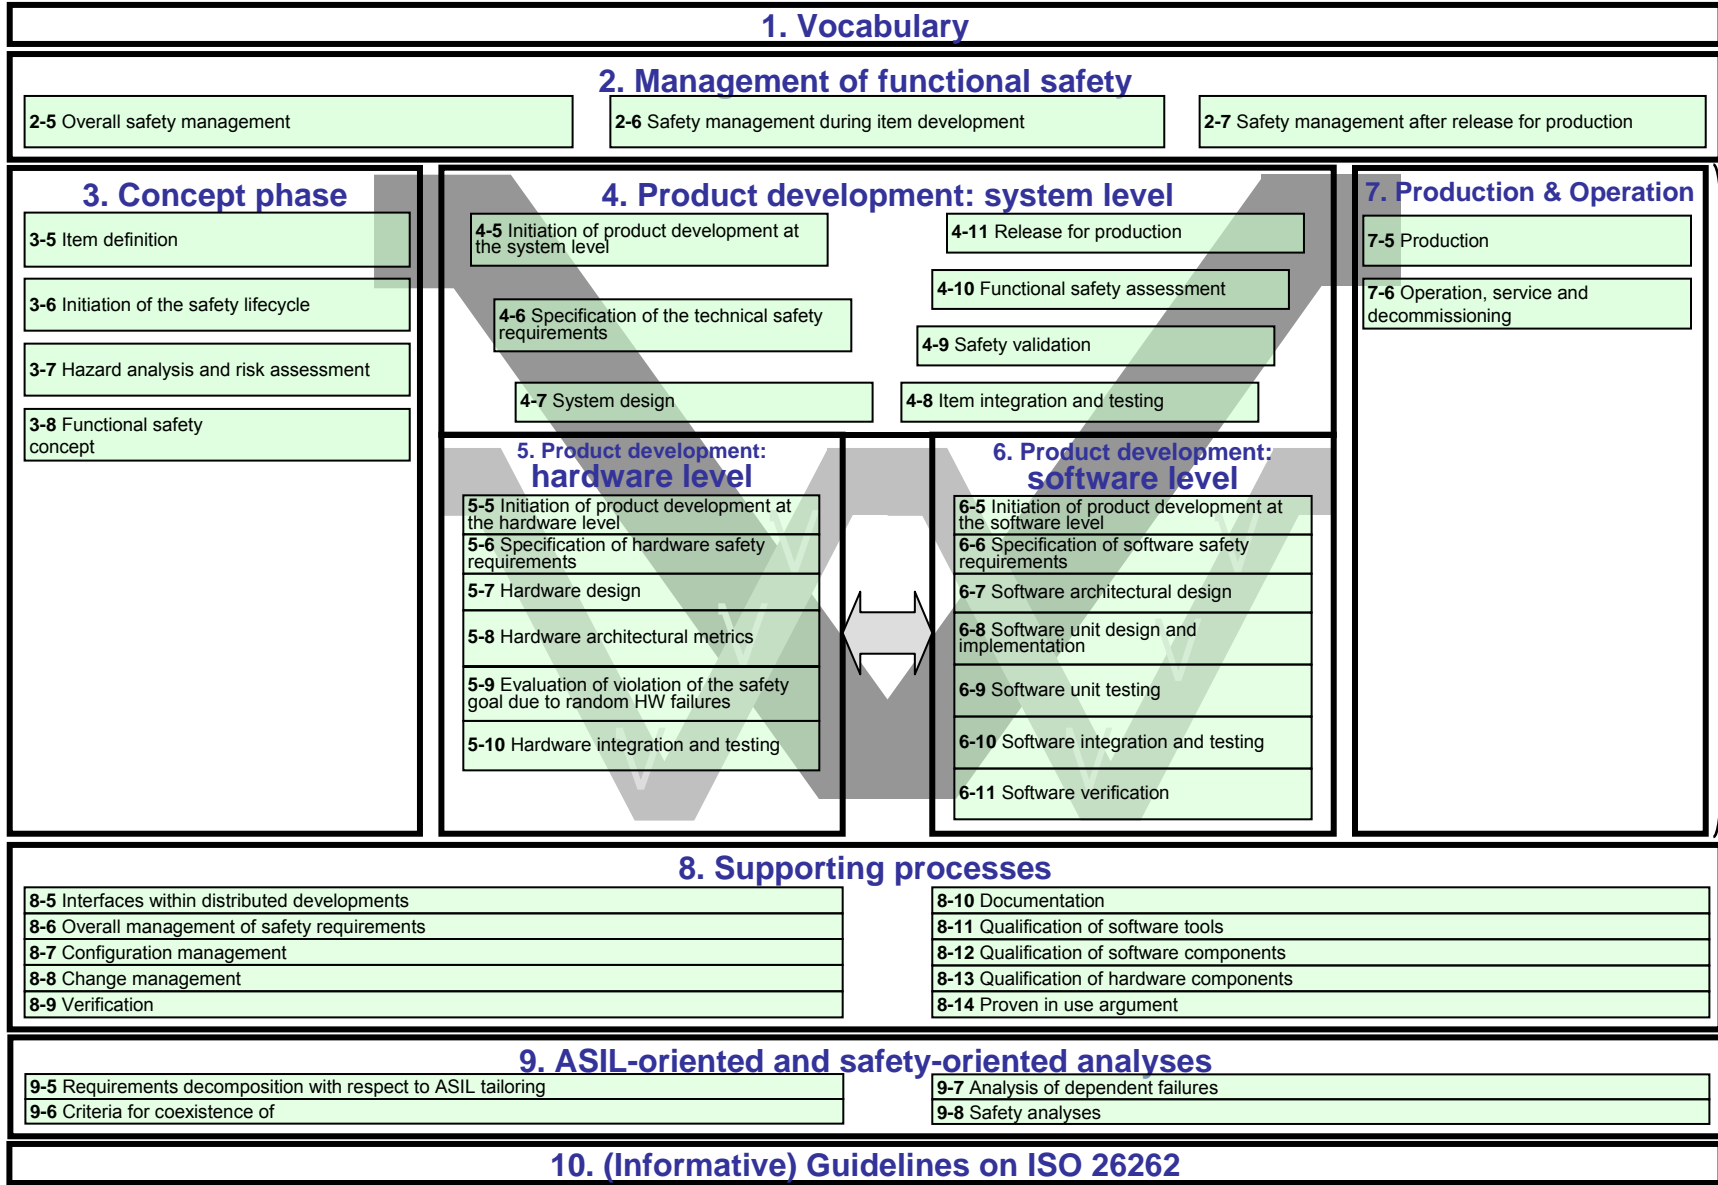 1. Vocabulary
2. Management of functional safety
2-5 Overall safety management
2-6 Safety management during item development
2-7 Safety management after release for production
3. Concept phase
3-5 Item definition
3-6 Initiation of the safety lifecycle
3-7 Hazard analysis and risk assessment
3-8 Functional safety
concept
4. Product development: system level
4-5 Initiation of product development at
the system level
4-6 Specification of the technical safety
requirements
4-7 System design
4-11 Release for production
4-10 Functional safety assessment
4-9 Safety validation
4-8 Item integration and testing
5. Product development:
hardware level
5-5 Initiation of product development at
the hardware level
5-6 Specification of hardware safety
requirements
5-7 Hardware design
5-8 Hardware architectural metrics
5-9 Evaluation of violation of the safety
goal due to random HW failures
5-10 Hardware integration and testing
6. Product development:
software level
6-5 Initiation of product development at
the software level
6-6 Specification of software safety
requirements
6-7 Software architectural design
6-8 Software unit design and
implementation
6-9 Software unit testing
6-10 Software integration and testing
6-11 Software verification
7. Production & Operation
7-5 Production
7-6 Operation, service and
decommissioning
8. Supporting processes
8-5 Interfaces within distributed developments
8-6 Overall management of safety requirements
8-7 Configuration management
8-8 Change management
8-9 Verification
8-10 Documentation
8-11 Qualification of software tools
8-12 Qualification of software components
8-13 Qualification of hardware components
8-14 Proven in use argument
9. ASIL-oriented and safety-oriented analyses
9-5 Requirements decomposition with respect to ASIL tailoring
9-6 Criteria for coexistence of
9-7 Analysis of dependent failures
9-8 Safety analyses
10. (Informative) Guidelines on ISO 26262